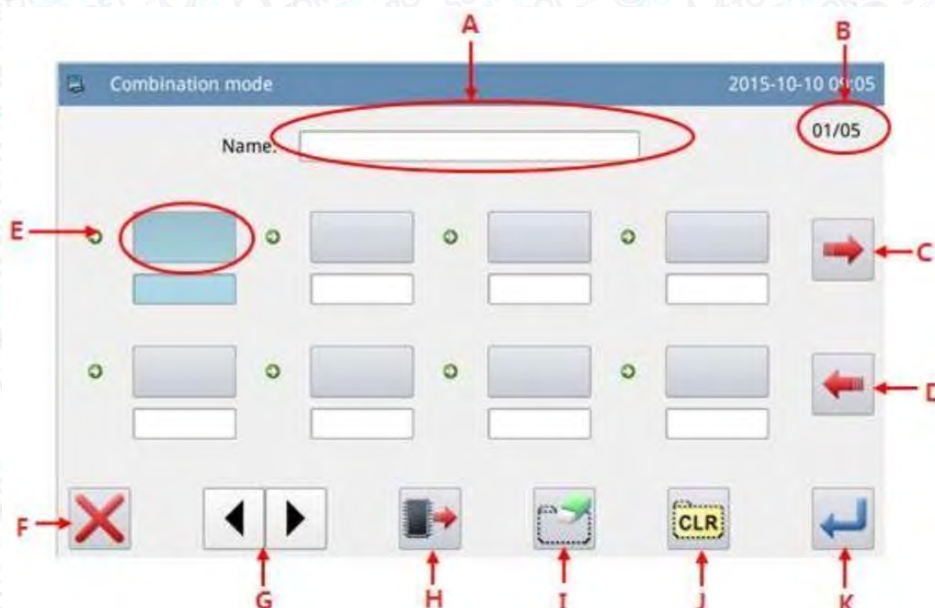 A
B
Combination mode 2015-10-10 09:05
Name:
01/05
E
C
D
CLR
F
G
H
I
J
K